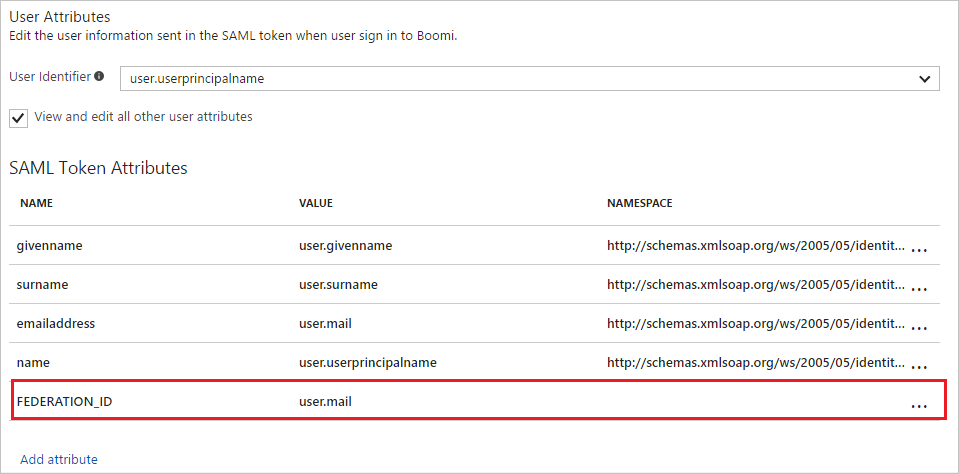 User Attributes
Edit the user information sent in the SAML token when user sign in to Boomi.
User Identifier user.userprincipalname
View and edit all other user attributes
SAML Token Attributes
NAME VALUE NAMESPACE
givenname user.givenname http://schemas.xmlsoap.org/ws/2005/05/identit... ...
surname user.surname http://schemas.xmlsoap.org/ws/2005/05/identit... ...
emailaddress user.mail http://schemas.xmlsoap.org/ws/2005/05/identit... ...
name user.userprincipalname http://schemas.xmlsoap.org/ws/2005/05/identit... ...
FEDERATION_ID user.mail ...
Add attribute